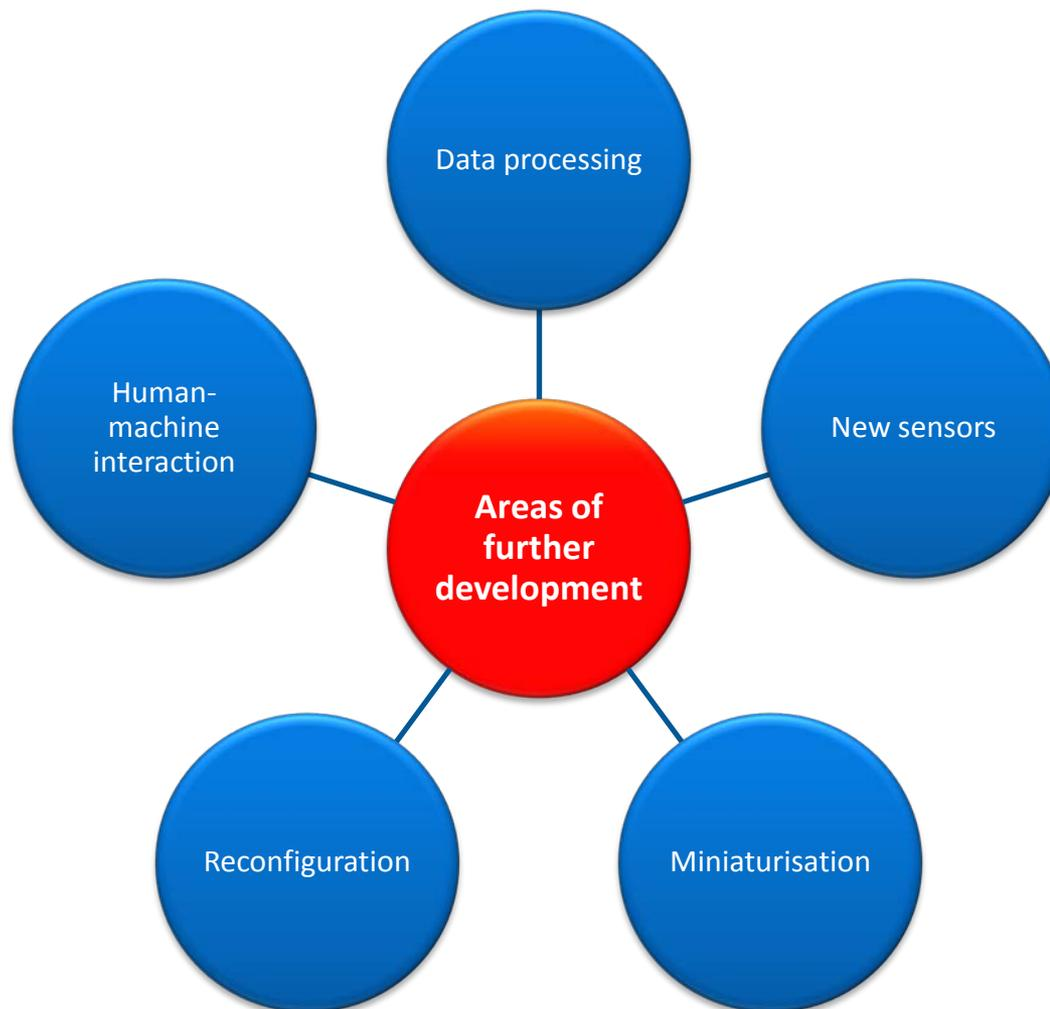 Data processing
Human-
machine
interaction
New sensors
Areas of
further
development
Reconfiguration
Miniaturisation